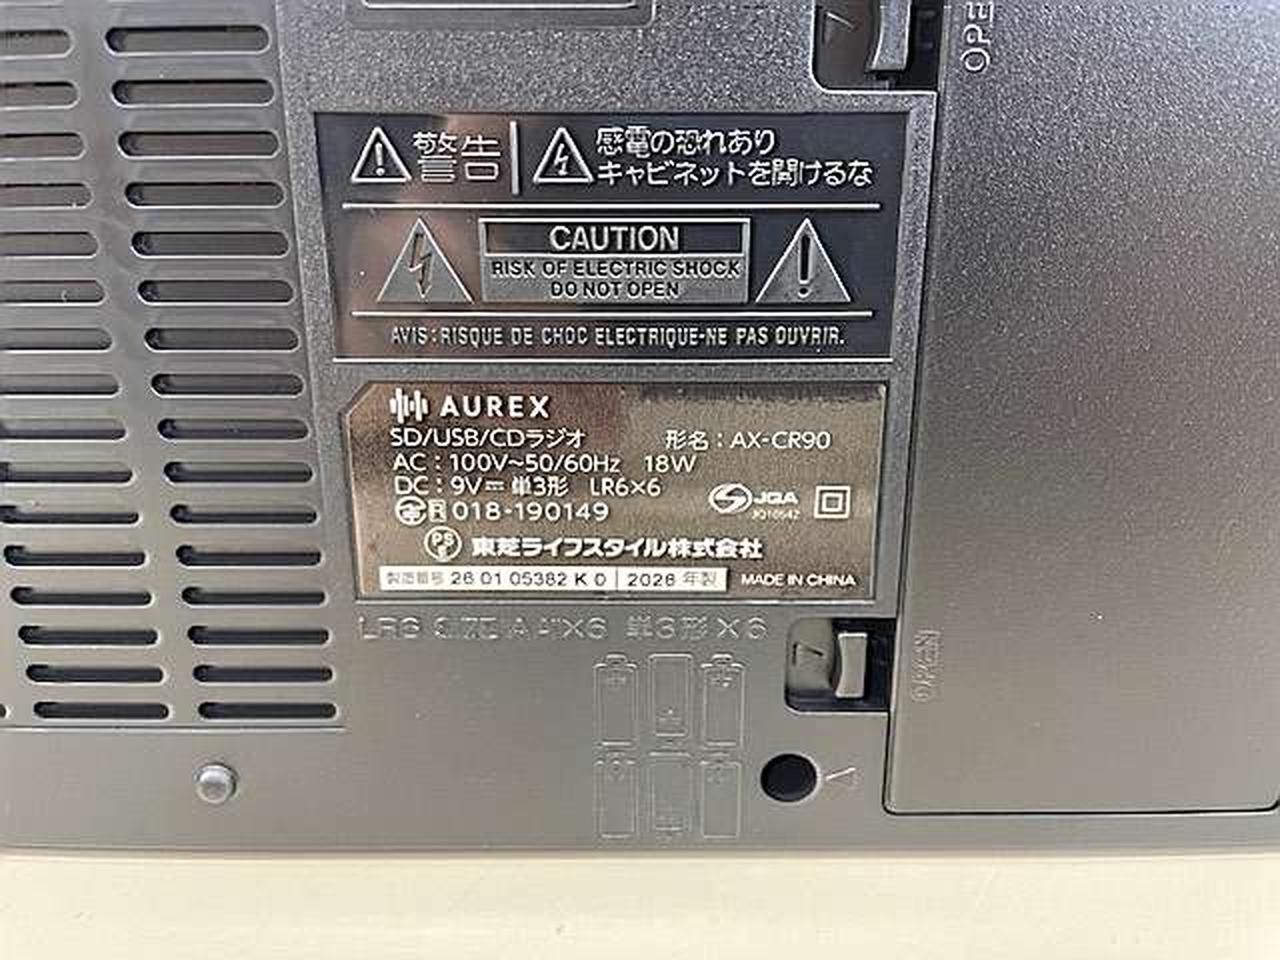 OPE
警告 感電の恐れあり
キャビネットを開けるな
CAUTION
RISK OF ELECTRIC SHOCK
DO NOT OPEN
AVIS:RISQUE DE CHOC ELECTRIQUE-NE PAS OUVRIR.
AUREX
SD/USB/CDラジオ 形名:AX-CR90
AC:100V~50/60Hz 18W
DC:9V⎓ 単3形 LR6×6
R 018-190149
JQA
PS E 東芝ライフスタイル株式会社
製造番号 26 01 05382 K 0 2026 年製 MADE IN CHINA
単3形×6
OPEN